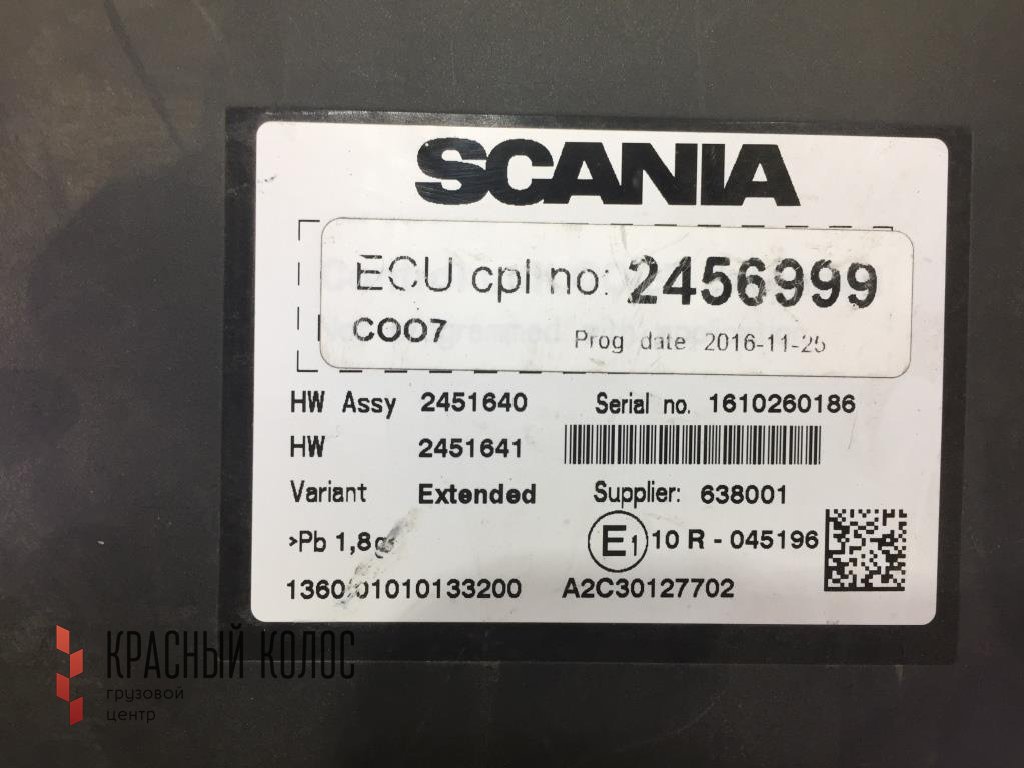 SCANIA
ECU cpl no: 2456999
COO7 Prog date 2016-11-25
HW Assy 2451640 Serial no. 1610260186
HW 2451641
Variant Extended Supplier: 638001
>Pb 1,8g
E1 10 R - 045196
1360 01010133200 A2C30127702
КРАСНЫЙ КОЛОС
грузовой
центр